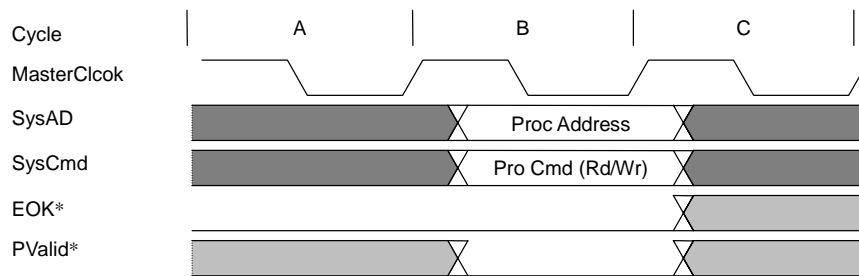 Cycle A B C
MasterClcok
SysAD Proc Address
SysCmd Pro Cmd (Rd/Wr)
EOK*
PValid*